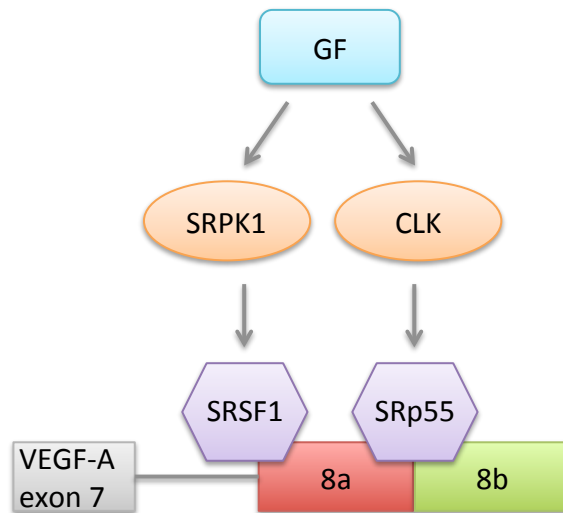 GF
SRPK1
CLK
SRSF1
SRp55
VEGF-A
exon 7
8a
8b